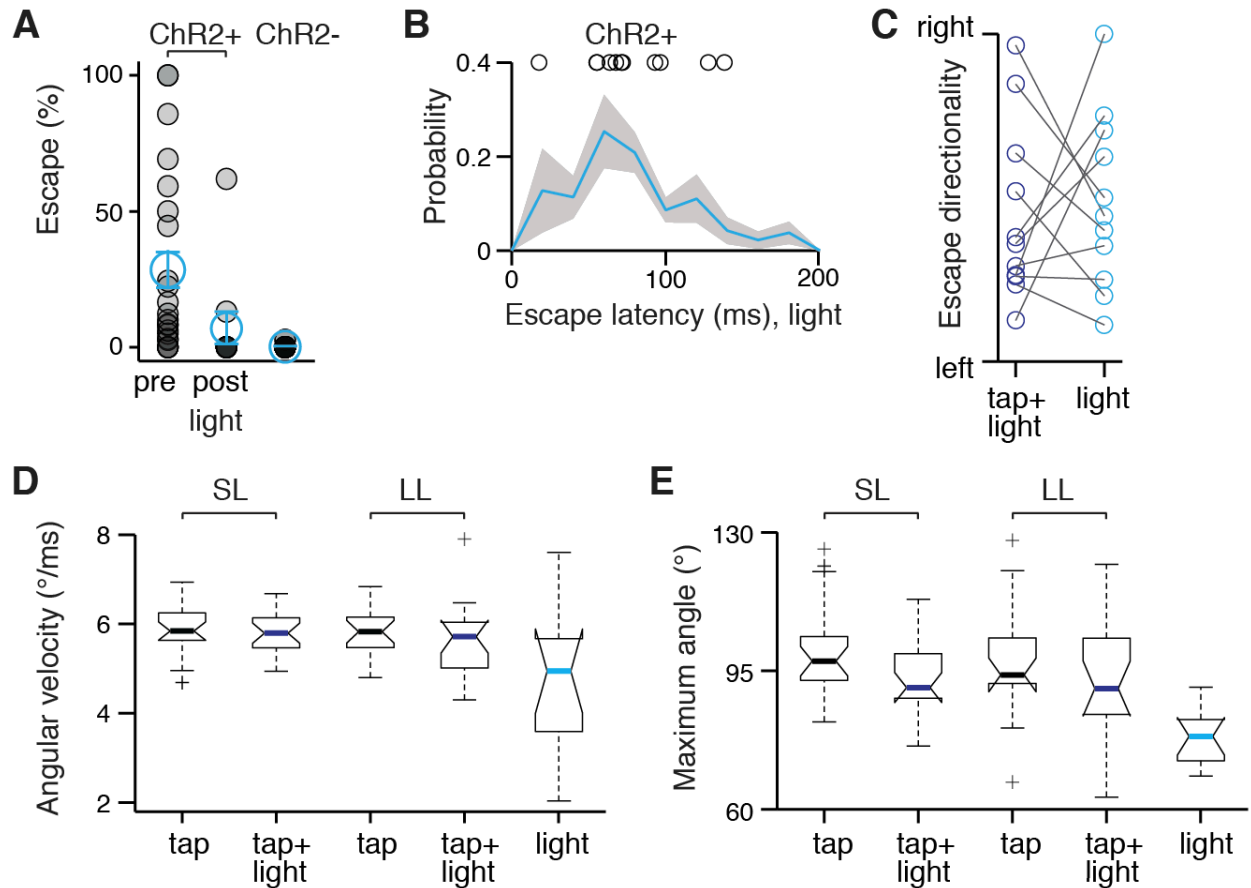 A
ChR2+
ChR2-
Escape (%)
100
50
0
pre
post
light
B
ChR2+
Probability
0.4
0.2
0
0
100
200
Escape latency (ms), light
C
right
Escape directionality
left
tap+
light
light
D
SL
LL
Angular velocity (°/ms)
8
6
4
2
tap
tap+
light
tap
tap+
light
light
E
SL
LL
Maximum angle (°)
130
95
60
tap
tap+
light
tap
tap+
light
light